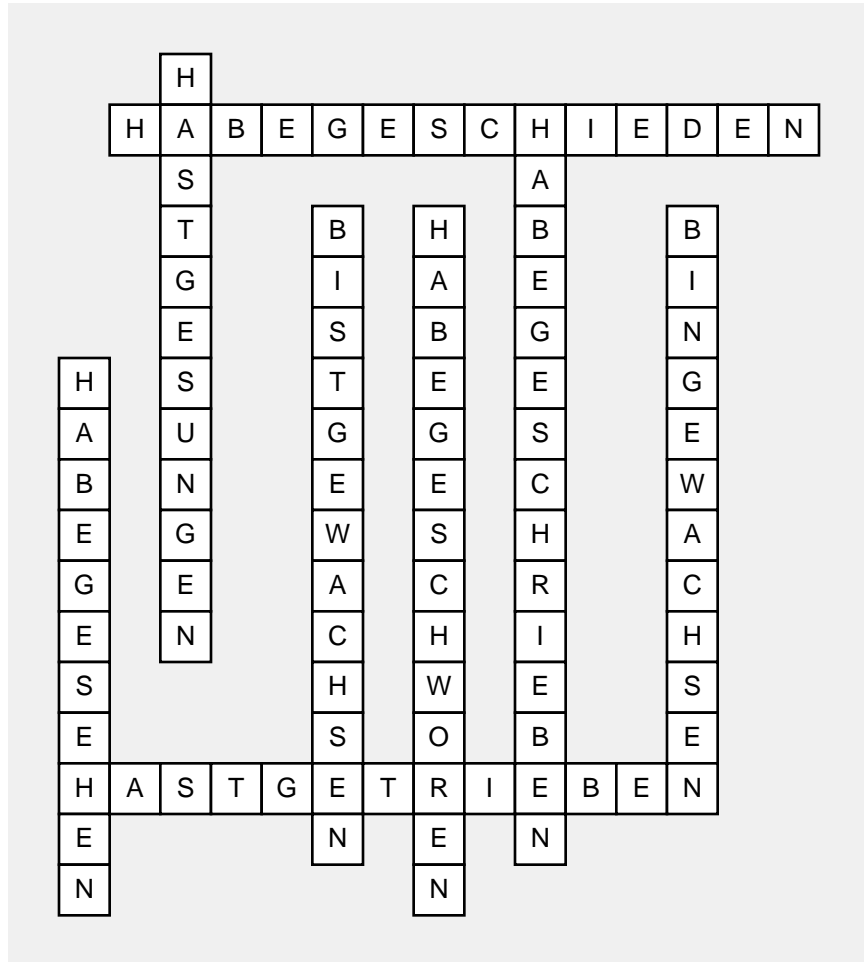 HASTGESUNGEN
HABEGESCHIEDEN
HABEGESCHRIEBEN
BISTGEWACHSEN
HABEGESCHWOREN
BINGEWACHSEN
HABEGESEHEN
HASTGETRIEBEN